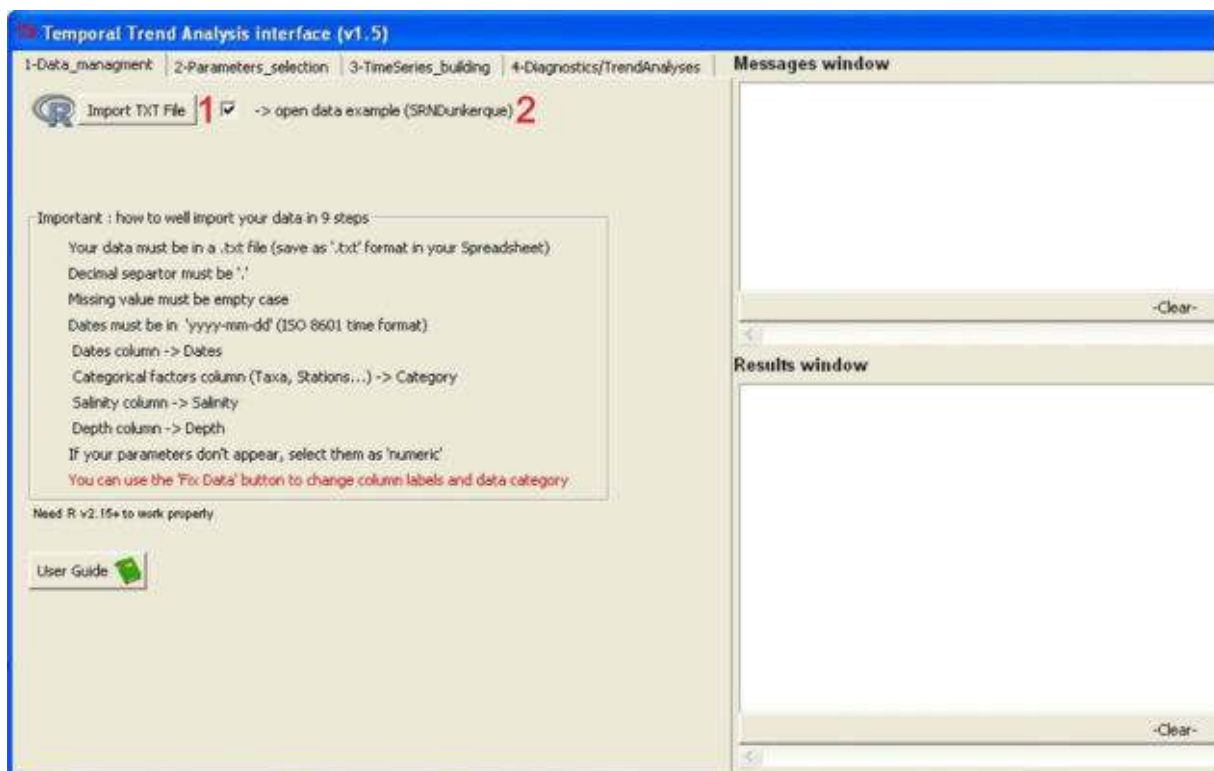 Temporal Trend Analysis interface (v1.5)
1-Data_managment 2-Parameters_selection 3-TimeSeries_building 4-Diagnostics/TrendAnalyses
R Import TXT File 1 -> open data example (SRNDunkerque) 2
Important : how to well import your data in 9 steps
Your data must be in a .txt file (save as '.txt' format in your Spreadsheet)
Decimal separtor must be '.'
Missing value must be empty case
Dates must be in 'yyyy-mm-dd' (ISO 8601 time format)
Dates column -> Dates
Categorical factors column (Taxa, Stations...) -> Category
Salinity column -> Salinity
Depth column -> Depth
If your parameters don't appear, select them as 'numeric'
You can use the 'Fix Data' button to change column labels and data category
Need R v2.15+ to work properly
User Guide
Messages window
-Clear-
Results window
-Clear-